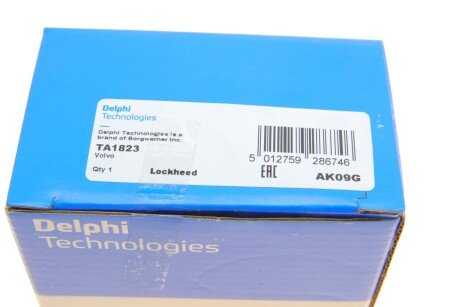 Delphi
Technologies
Delphi Technologies is a
brand of Borgwarner Inc.
TA1823
Volvo
Qty 1
Lockheed
5 012759 286746
EAC
AK09G
Delphi
Technologies